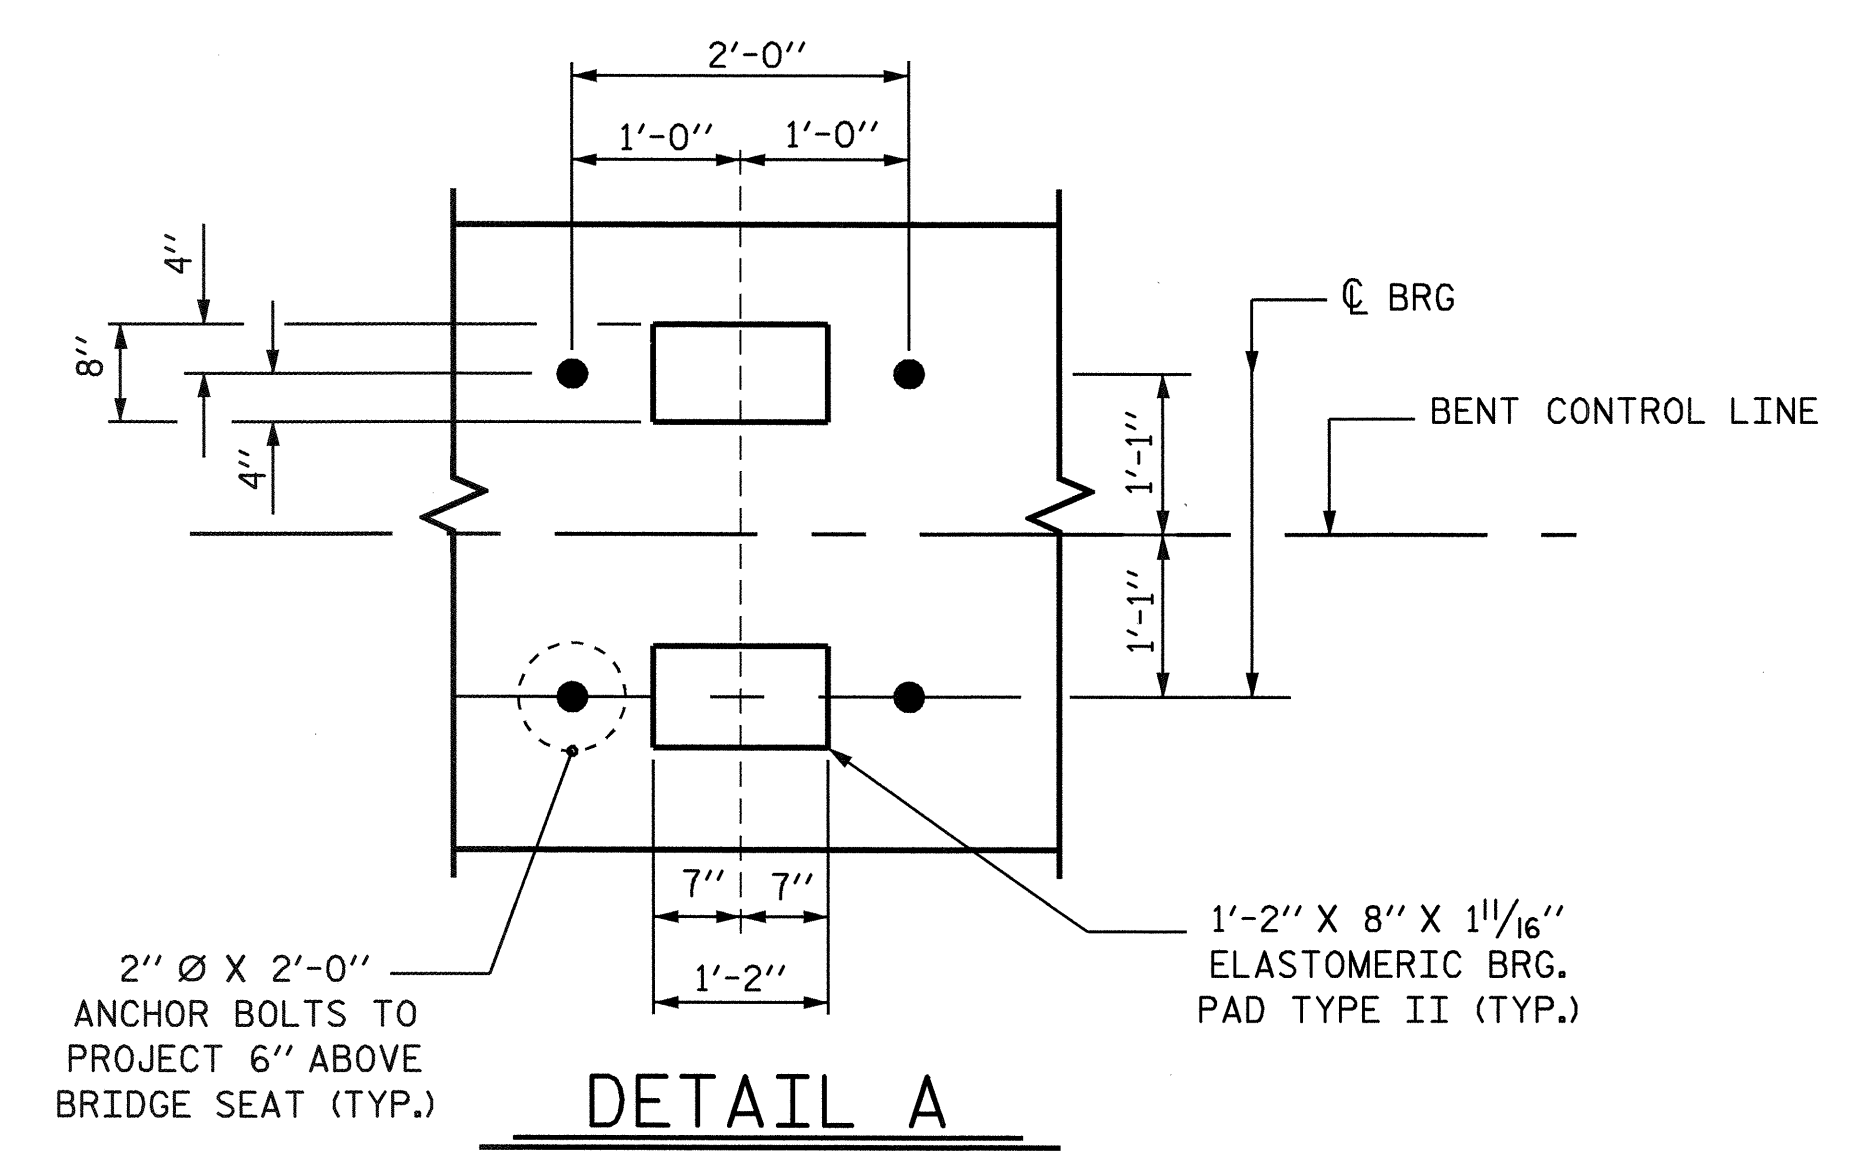 2'-0"
1'-0" 1'-0"
4"
8"
4"
℄ BRG
BENT CONTROL LINE
1'-1"
1'-1"
7" 7"
1'-2"
2" Ø X 2'-0"
ANCHOR BOLTS TO
PROJECT 6" ABOVE
BRIDGE SEAT (TYP.)
1'-2" X 8" X 1 11/16"
ELASTOMERIC BRG.
PAD TYPE II (TYP.)
DETAIL A